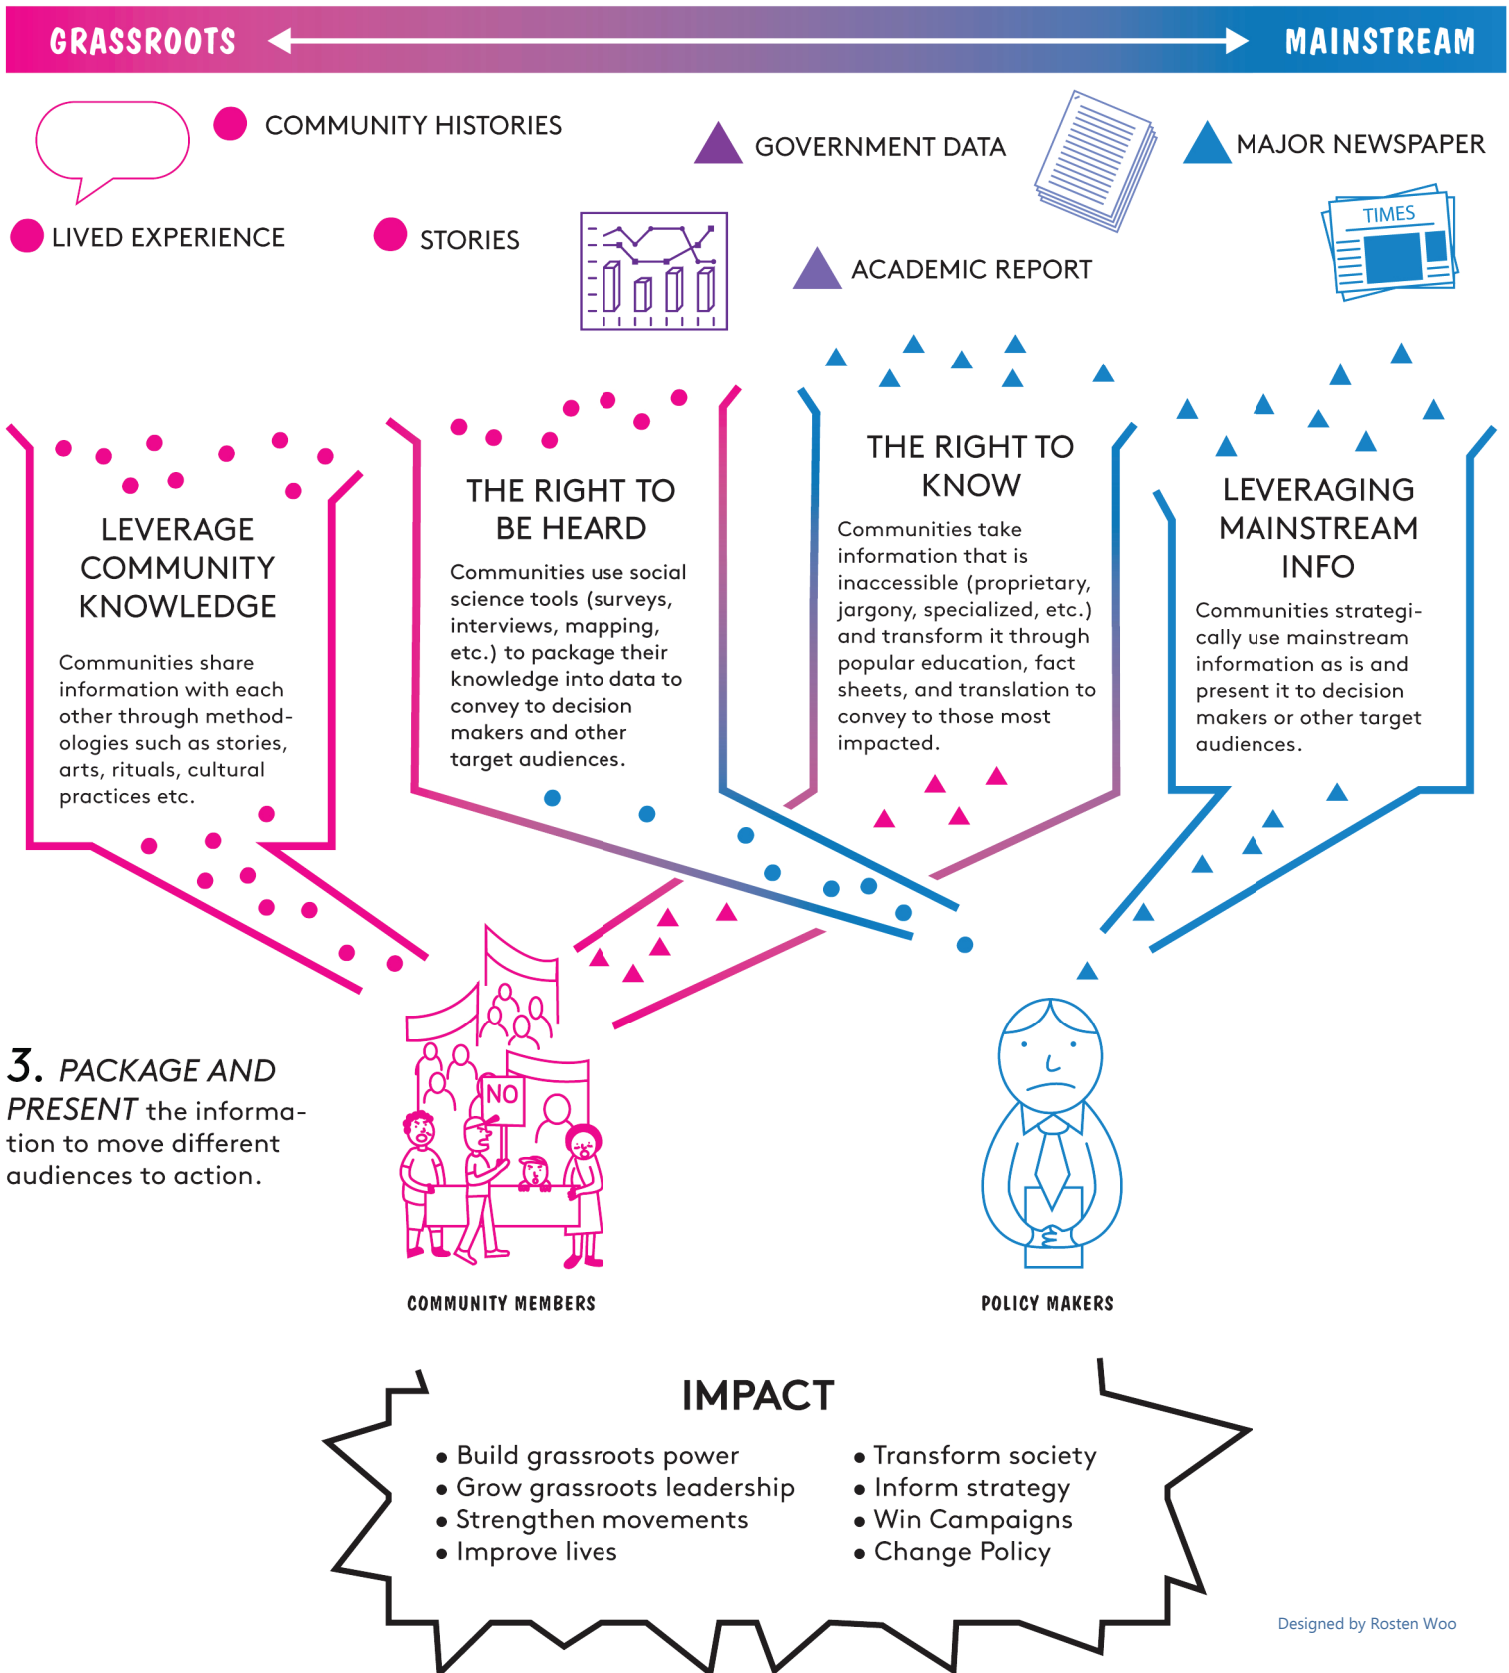 GRASSROOTS
MAINSTREAM
COMMUNITY HISTORIES
GOVERNMENT DATA
MAJOR NEWSPAPER
LIVED EXPERIENCE
STORIES
ACADEMIC REPORT
TIMES
LEVERAGE
COMMUNITY
KNOWLEDGE
Communities share
information with each
other through method-
ologies such as stories,
arts, rituals, cultural
practices etc.
THE RIGHT TO
BE HEARD
Communities use social
science tools (surveys,
interviews, mapping,
etc.) to package their
knowledge into data to
convey to decision
makers and other
target audiences.
THE RIGHT TO
KNOW
Communities take
information that is
inaccessible (proprietary,
jargony, specialized, etc.)
and transform it through
popular education, fact
sheets, and translation to
convey to those most
impacted.
LEVERAGING
MAINSTREAM
INFO
Communities strategi-
cally use mainstream
information as is and
present it to decision
makers or other target
audiences.
3. PACKAGE AND
PRESENT the informa-
tion to move different
audiences to action.
NO
COMMUNITY MEMBERS
POLICY MAKERS
IMPACT
• Build grassroots power
• Grow grassroots leadership
• Strengthen movements
• Improve lives
• Transform society
• Inform strategy
• Win Campaigns
• Change Policy
Designed by Rosten Woo